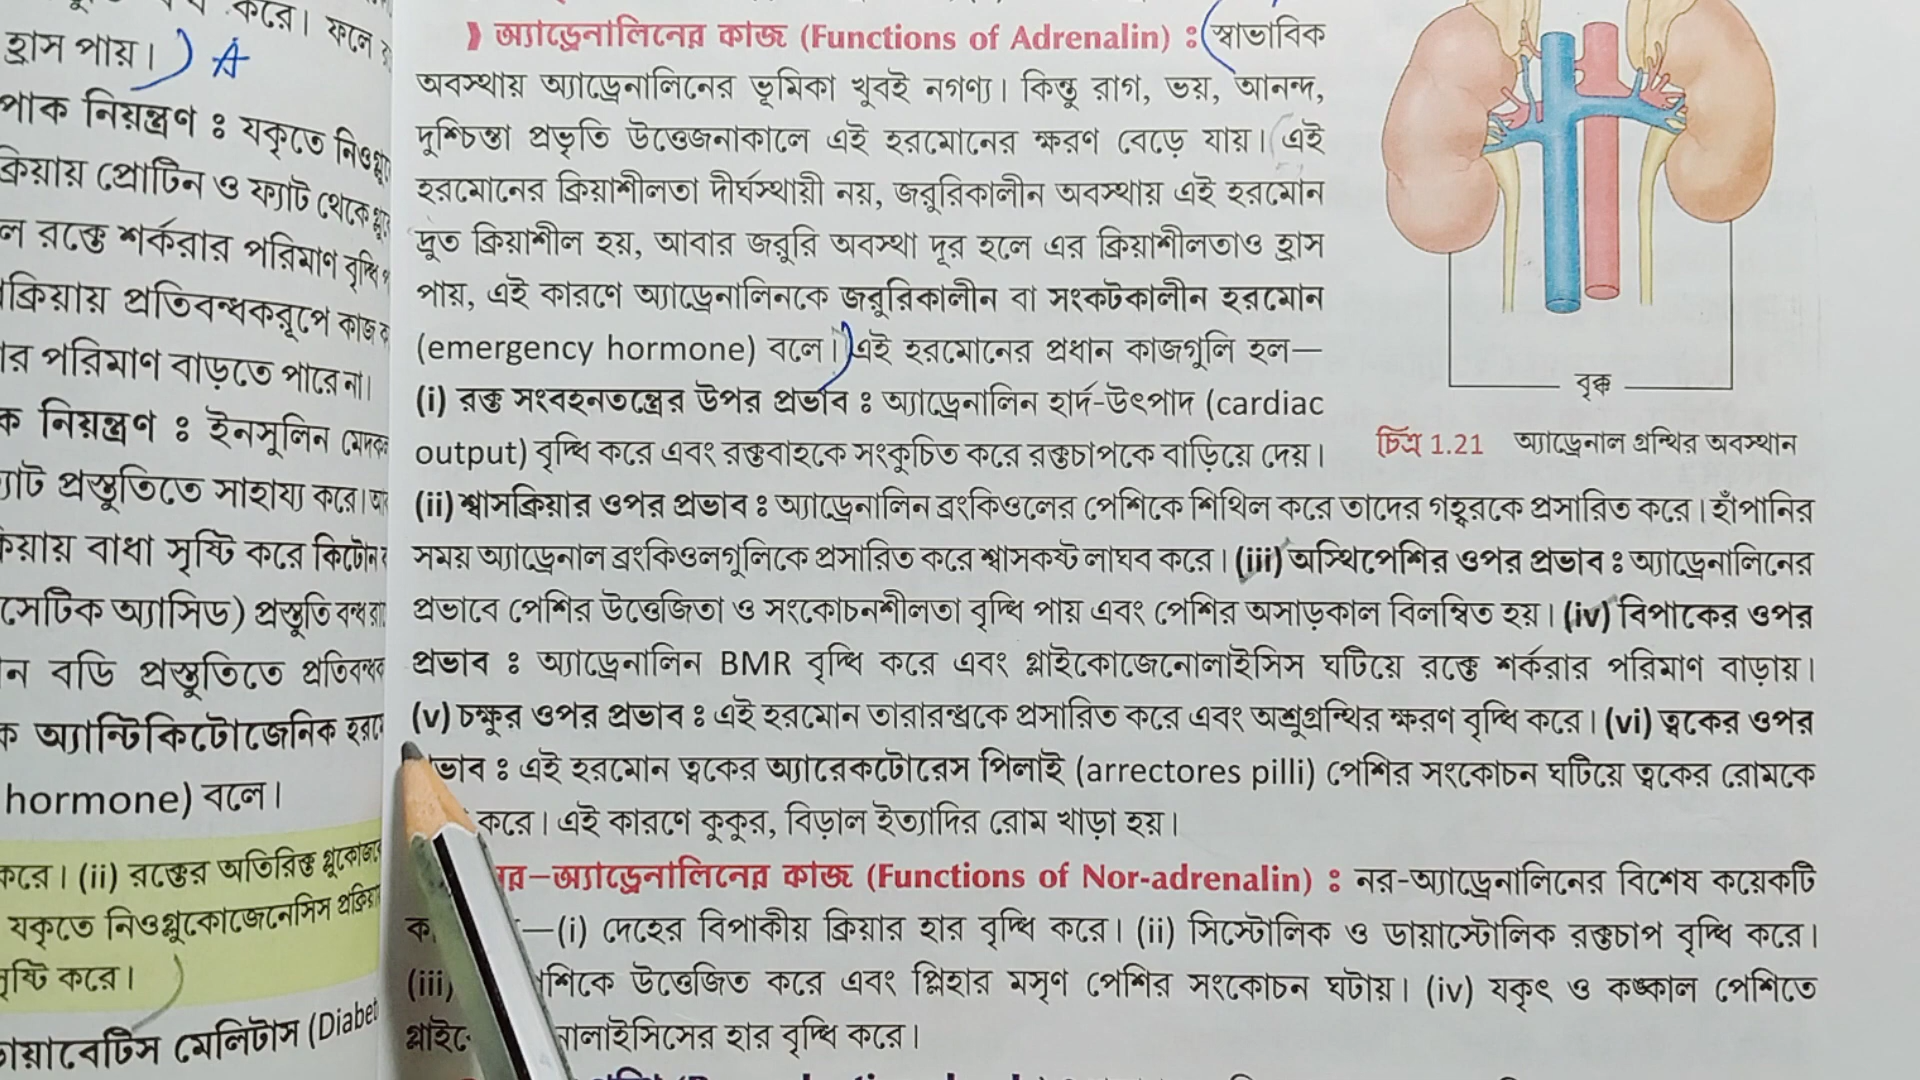 করে। ফলে
হ্রাস পায়।) A
পাক নিয়ন্ত্রণ : যকৃতে
ক্রিয়ায় প্রোটিন ও ফ্যাট থেকে
ল রক্তে শর্করার পরিমাণ বৃদ্ধি
ক্রিয়ায় প্রতিবন্ধকরূপে কাজ
ার পরিমাণ বাড়তে পারে না।
ক নিয়ন্ত্রণ : ইনসুলিন
্যাট প্রস্তুতিতে সাহায্য করে।
ক্রিয়ায় বাধা সৃষ্টি করে কিটোন
সেটিক অ্যাসিড) প্রস্তুতি বন্ধ
ন বডি প্রস্তুতিতে
ক অ্যান্টিকিটোজেনিক
hormone) বলে।
করে। (ii) রক্তের অতিরিক্ত
যকৃতে নিওগ্লুকোজেনেসিস
ৃষ্টি করে।
ডায়াবেটিস মেলিটাস (Diabet
❫ অ্যাড্রেনালিনের কাজ (Functions of Adrenalin) : (স্বাভাবিক
অবস্থায় অ্যাড্রেনালিনের ভূমিকা খুবই নগণ্য। কিন্তু রাগ, ভয়, আনন্দ,
দুশ্চিন্তা প্রভৃতি উত্তেজনাকালে এই হরমোনের ক্ষরণ বেড়ে যায়। (এই
হরমোনের ক্রিয়াশীলতা দীর্ঘস্থায়ী নয়, জরুরিকালীন অবস্থায় এই হরমোন
দ্রুত ক্রিয়াশীল হয়, আবার জরুরি অবস্থা দূর হলে এর ক্রিয়াশীলতাও হ্রাস
পায়, এই কারণে অ্যাড্রেনালিনকে জরুরিকালীন বা সংকটকালীন হরমোন
(emergency hormone) বলে।) এই হরমোনের প্রধান কাজগুলি হল—
(i) রক্ত সংবহনতন্ত্রের উপর প্রভাব : অ্যাড্রেনালিন হার্দ-উৎপাদ (cardiac
output) বৃদ্ধি করে এবং রক্তবাহকে সংকুচিত করে রক্তচাপকে বাড়িয়ে দেয়।
বৃক্ক
চিত্র 1.21 অ্যাড্রেনাল গ্রন্থির অবস্থান
(ii) শ্বাসক্রিয়ার ওপর প্রভাব : অ্যাড্রেনালিন ব্রংকিওলের পেশিকে শিথিল করে তাদের গহ্বরকে প্রসারিত করে। হাঁপানির
সময় অ্যাড্রেনাল ব্রংকিওলগুলিকে প্রসারিত করে শ্বাসকষ্ট লাঘব করে। (iii) অস্থিপেশির ওপর প্রভাব : অ্যাড্রেনালিনের
প্রভাবে পেশির উত্তেজিতা ও সংকোচনশীলতা বৃদ্ধি পায় এবং পেশির অসাড়কাল বিলম্বিত হয়। (iv) বিপাকের ওপর
প্রভাব : অ্যাড্রেনালিন BMR বৃদ্ধি করে এবং গ্লাইকোজেনোলাইসিস ঘটিয়ে রক্তে শর্করার পরিমাণ বাড়ায়।
(v) চক্ষুর ওপর প্রভাব : এই হরমোন তারারন্ধ্রকে প্রসারিত করে এবং অশ্রুগ্রন্থির ক্ষরণ বৃদ্ধি করে। (vi) ত্বকের ওপর
ভাব : এই হরমোন ত্বকের অ্যারেকটোরেস পিলাই (arrectores pilli) পেশির সংকোচন ঘটিয়ে ত্বকের রোমকে
করে। এই কারণে কুকুর, বিড়াল ইত্যাদির রোম খাড়া হয়।
নর–অ্যাড্রেনালিনের কাজ (Functions of Nor-adrenalin) : নর-অ্যাড্রেনালিনের বিশেষ কয়েকটি
ক —(i) দেহের বিপাকীয় ক্রিয়ার হার বৃদ্ধি করে। (ii) সিস্টোলিক ও ডায়াস্টোলিক রক্তচাপ বৃদ্ধি করে।
(iii) শিকে উত্তেজিত করে এবং প্লিহার মসৃণ পেশির সংকোচন ঘটায়। (iv) যকৃৎ ও কঙ্কাল পেশিতে
গ্লাইকে নোলাইসিসের হার বৃদ্ধি করে।